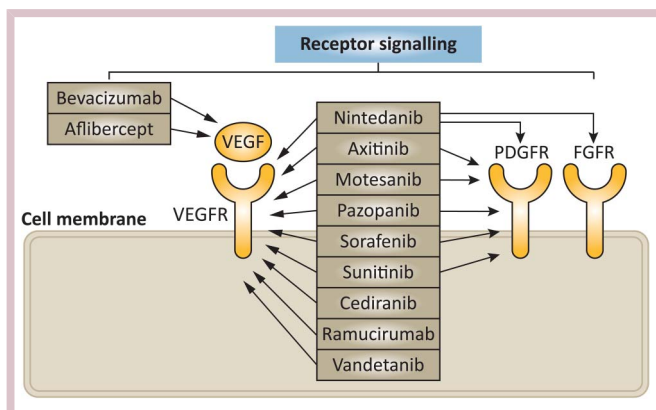 Receptor signalling
Bevacizumab
Aflibercept
VEGF
Nintedanib
Axitinib
Motesanib
Pazopanib
Sorafenib
Sunitinib
Cediranib
Ramucirumab
Vandetanib
PDGFR
FGFR
VEGFR
Cell membrane